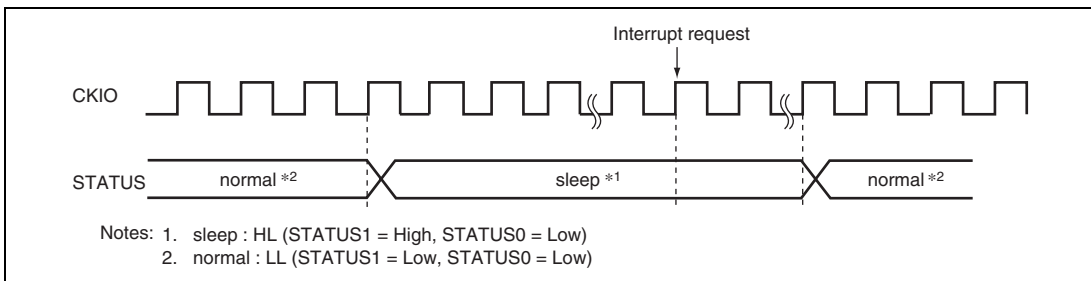 Interrupt request
CKIO
STATUS
normal *2
sleep *1
normal *2
Notes: 1. sleep : HL (STATUS1 = High, STATUS0 = Low)
2. normal : LL (STATUS1 = Low, STATUS0 = Low)